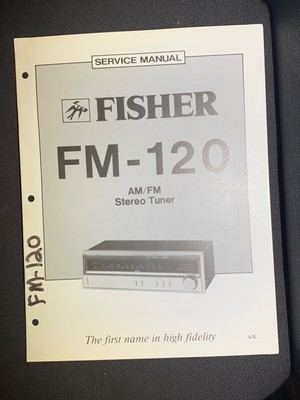 SERVICE MANUAL
FISHER
FM-120
AM/FM
Stereo Tuner
FM-120
The first name in high fidelity